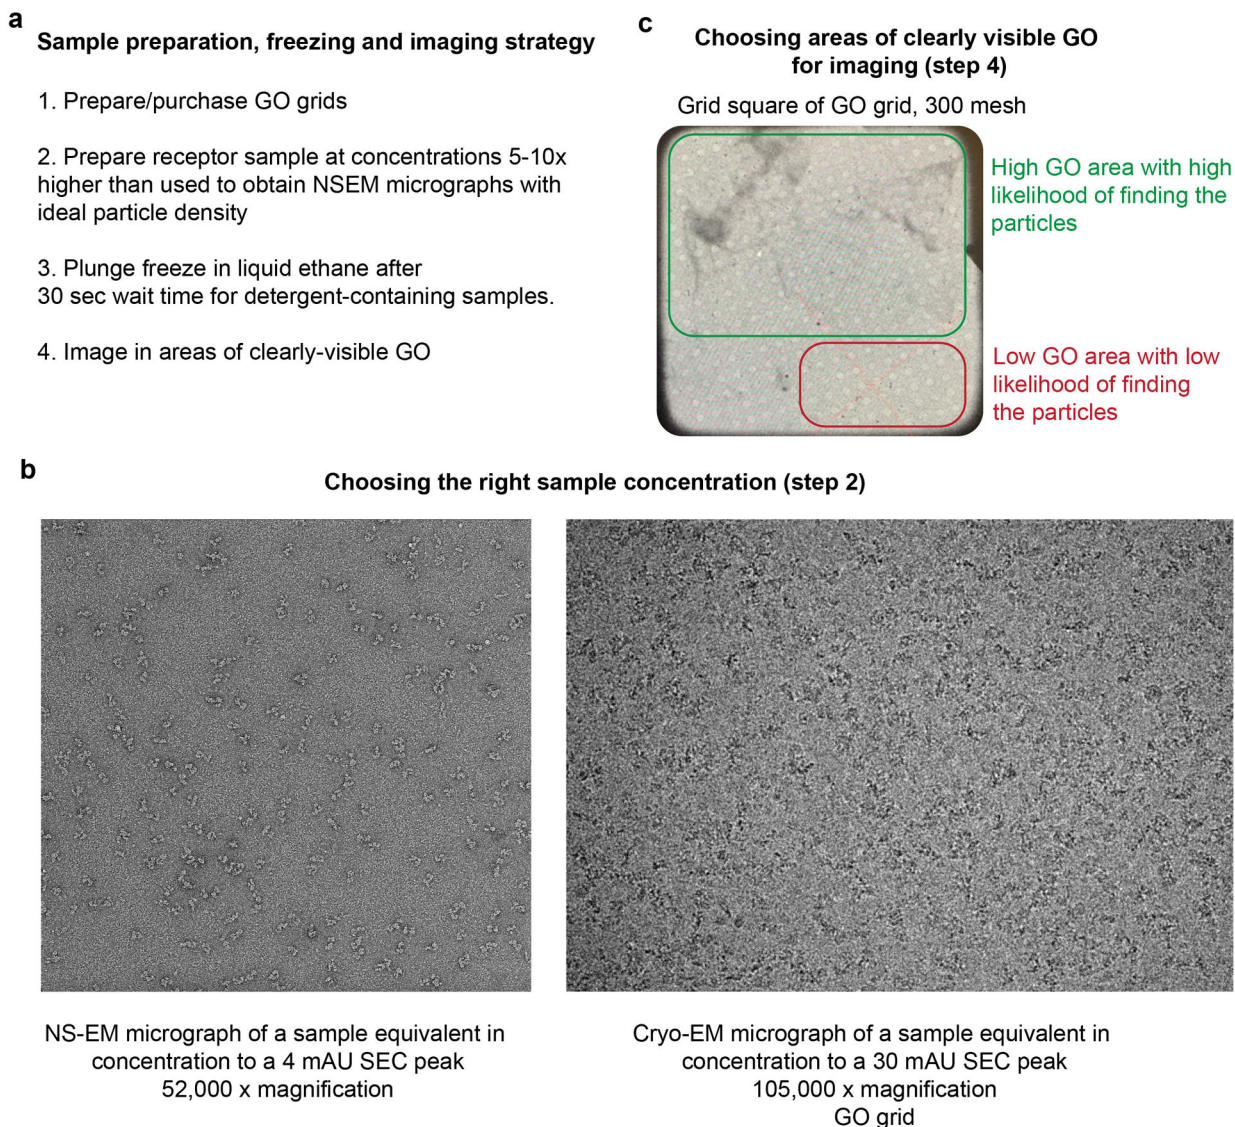 a
Sample preparation, freezing and imaging strategy
1. Prepare/purchase GO grids
2. Prepare receptor sample at concentrations 5-10x
higher than used to obtain NSEM micrographs with
ideal particle density
3. Plunge freeze in liquid ethane after
30 sec wait time for detergent-containing samples.
4. Image in areas of clearly-visible GO
c
Choosing areas of clearly visible GO
for imaging (step 4)
Grid square of GO grid, 300 mesh
High GO area with high
likelihood of finding the
particles
Low GO area with low
likelihood of finding
the particles
b
Choosing the right sample concentration (step 2)
NS-EM micrograph of a sample equivalent in
concentration to a 4 mAU SEC peak
52,000 x magnification
Cryo-EM micrograph of a sample equivalent in
concentration to a 30 mAU SEC peak
105,000 x magnification
GO grid